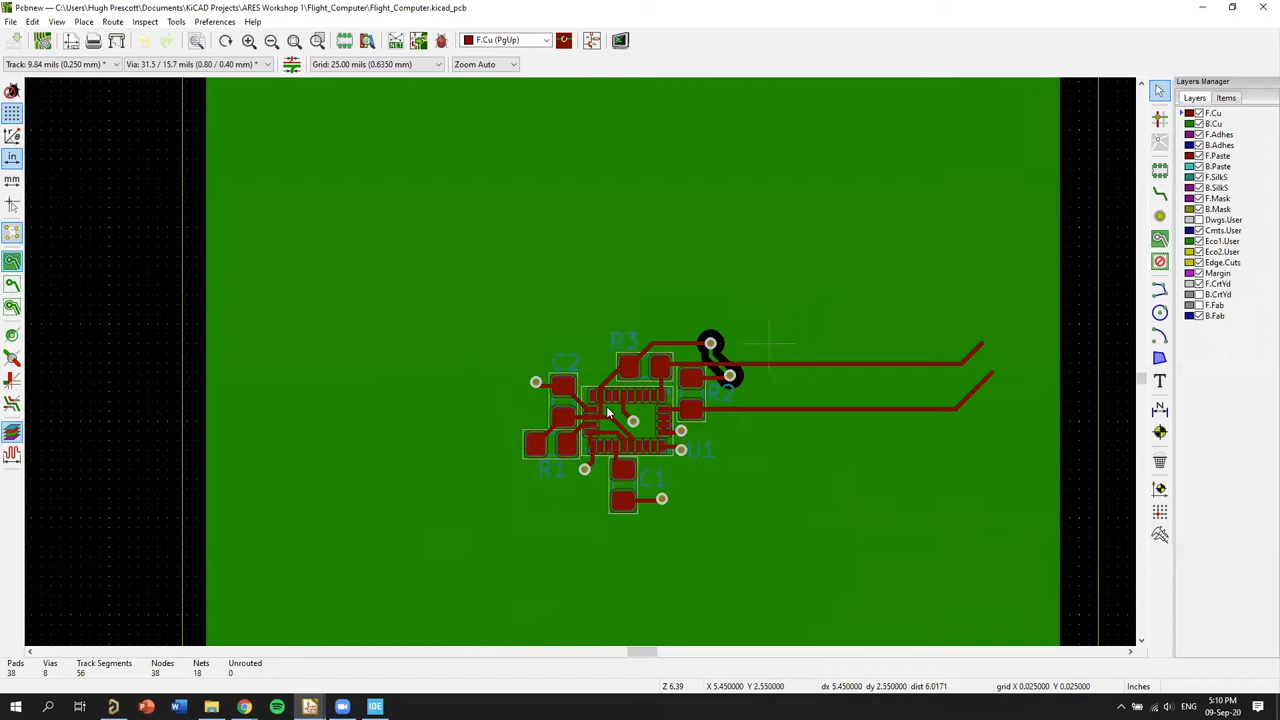 Pcbnew — C:\Users\Hugh Prescott\Documents\KiCAD Projects\ARES Workshop 1\Flight_Computer\Flight_Computer.kicad_pcb
File Edit View Place Route Inspect Tools Preferences Help
F.Cu (PgUp)
Track: 9.84 mils (0.250 mm) * Via: 31.5 / 15.7 mils (0.80 / 0.40 mm) * Grid: 25.00 mils (0.6350 mm) Zoom Auto
Layers Manager
Layers Items
F.Cu
B.Cu
F.Adhes
B.Adhes
F.Paste
B.Paste
F.SilkS
B.SilkS
F.Mask
B.Mask
Dwgs.User
Cmts.User
Eco1.User
Eco2.User
Edge.Cuts
Margin
F.CrtYd
B.CrtYd
F.Fab
B.Fab
in
mm
NET
R3
C2
R2
U1
R1
C1
Pads Vias Track Segments Nodes Nets Unrouted
38 8 56 38 18 0
Z 6.39 X 5.450000 Y 2.550000 dx 5.450000 dy 2.550000 dist 6.0171 grid X 0.025000 Y 0.025000 Inches
IDE
ENG
5:10 PM
09-Sep-20